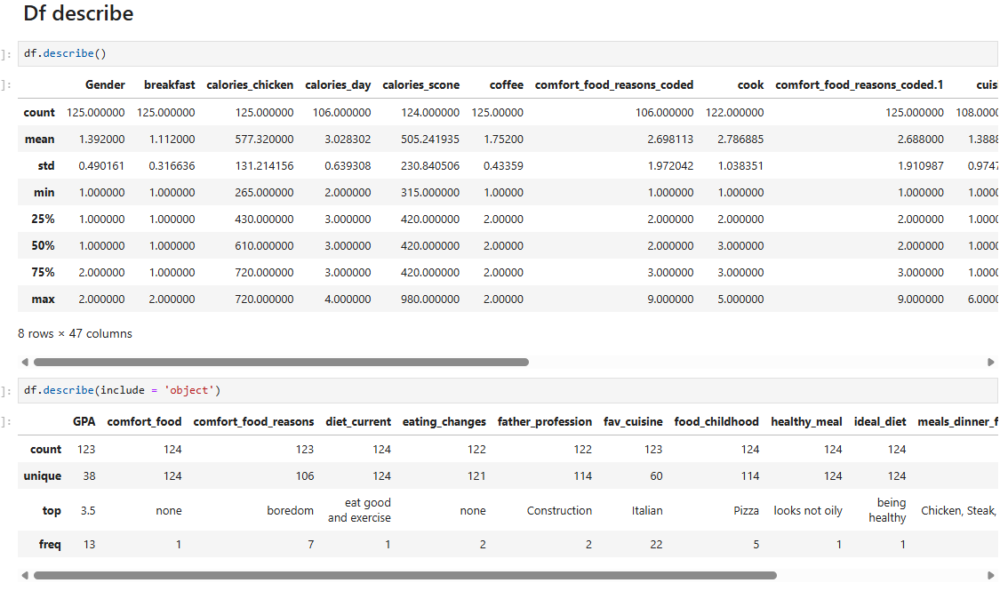 Df describe
]: df.describe()
]: Gender breakfast calories_chicken calories_day calories_scone coffee comfort_food_reasons_coded cook comfort_food_reasons_coded.1 cuis
count 125.000000 125.000000 125.000000 106.000000 124.000000 125.00000 106.000000 122.000000 125.000000 108.0000
mean 1.392000 1.112000 577.320000 3.028302 505.241935 1.75200 2.698113 2.786885 2.688000 1.3888
std 0.490161 0.316636 131.214156 0.639308 230.840506 0.43359 1.972042 1.038351 1.910987 0.9747
min 1.000000 1.000000 265.000000 2.000000 315.000000 1.00000 1.000000 1.000000 1.000000 1.0000
25% 1.000000 1.000000 430.000000 3.000000 420.000000 2.00000 2.000000 2.000000 2.000000 1.0000
50% 1.000000 1.000000 610.000000 3.000000 420.000000 2.00000 2.000000 3.000000 2.000000 1.0000
75% 2.000000 1.000000 720.000000 3.000000 420.000000 2.00000 3.000000 3.000000 3.000000 1.0000
max 2.000000 2.000000 720.000000 4.000000 980.000000 2.00000 9.000000 5.000000 9.000000 6.0000
8 rows × 47 columns
]: df.describe(include = 'object')
]: GPA comfort_food comfort_food_reasons diet_current eating_changes father_profession fav_cuisine food_childhood healthy_meal ideal_diet meals_dinner_f
count 123 124 123 124 122 122 123 124 124 124
unique 38 124 106 124 121 114 60 114 124 124
top 3.5 none boredom eat good and exercise none Construction Italian Pizza looks not oily being healthy Chicken, Steak,
freq 13 1 7 1 2 2 22 5 1 1